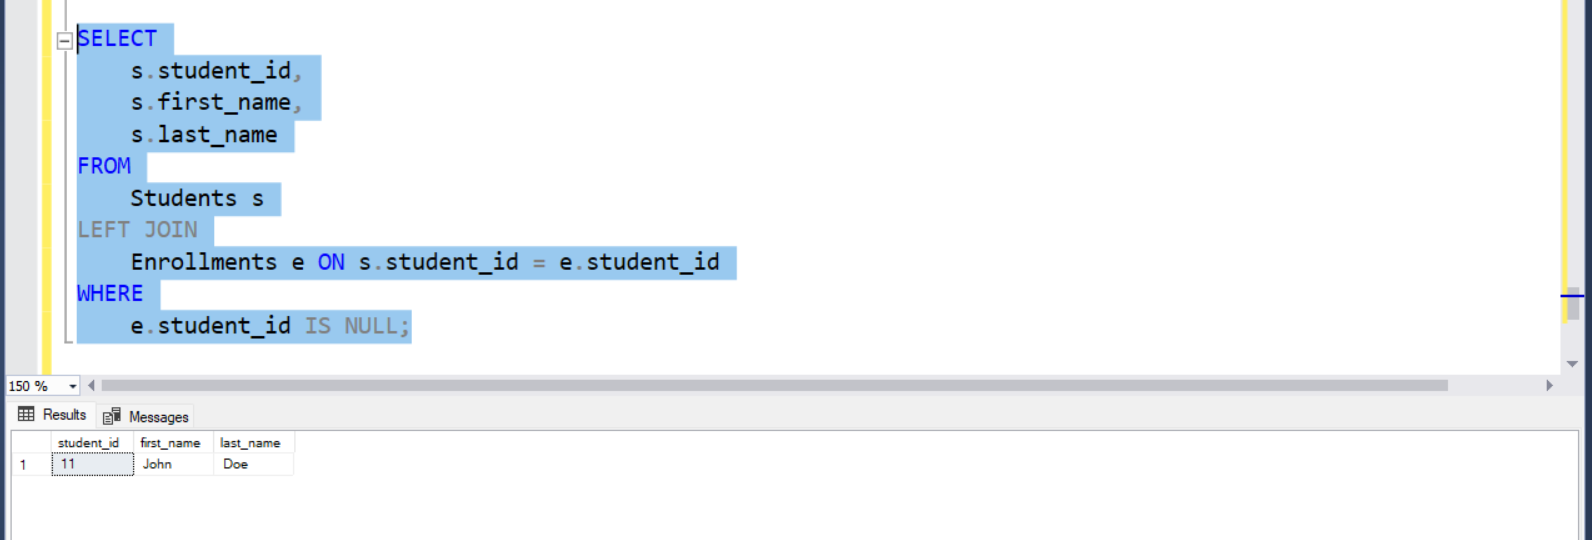 SELECT
s.student_id,
s.first_name,
s.last_name
FROM
Students s
LEFT JOIN
Enrollments e ON s.student_id = e.student_id
WHERE
e.student_id IS NULL;
150 %
Results Messages
student_id first_name last_name
1 11 John Doe